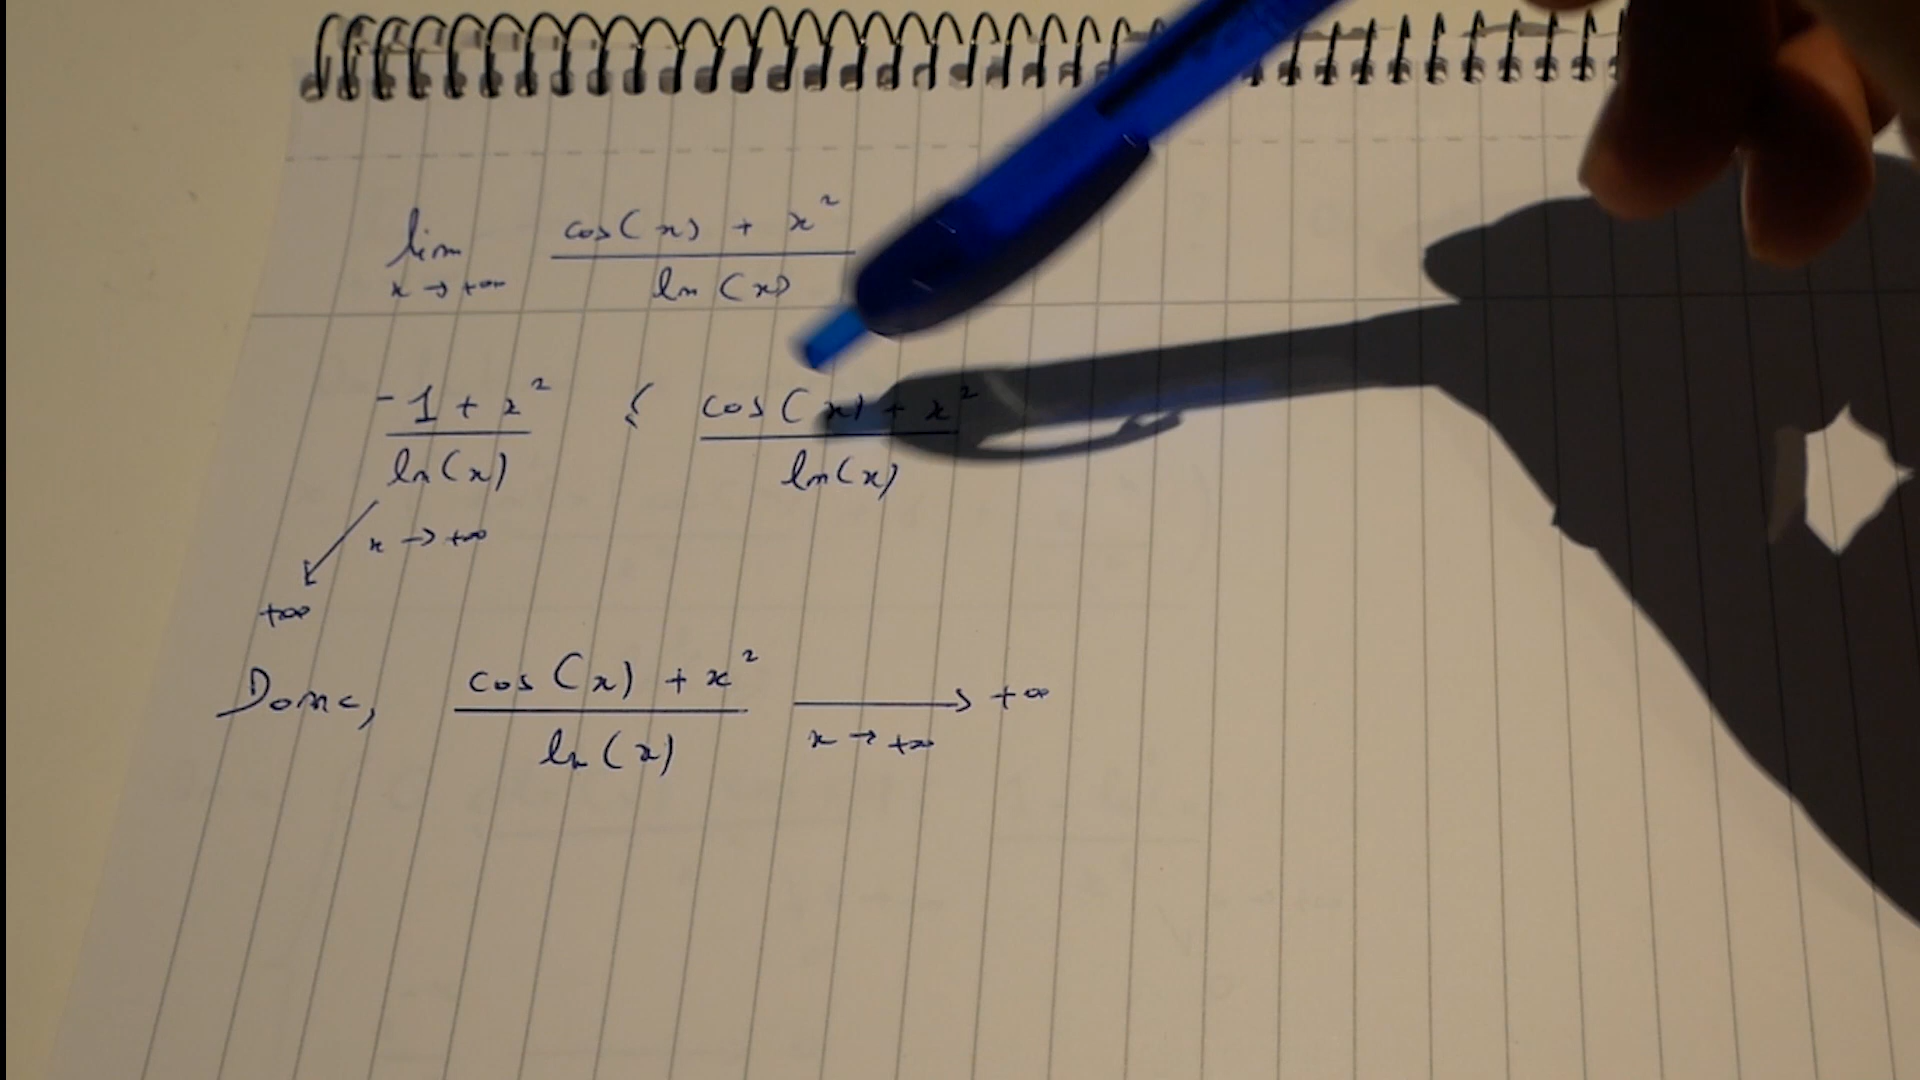 lim x → +∞ (cos(x) + x²) / ln(x)
(-1 + x²) / ln(x) ≤ (cos(x) + x²) / ln(x)
x → +∞
+∞
Donc, (cos(x) + x²) / ln(x) → +∞
x → +∞